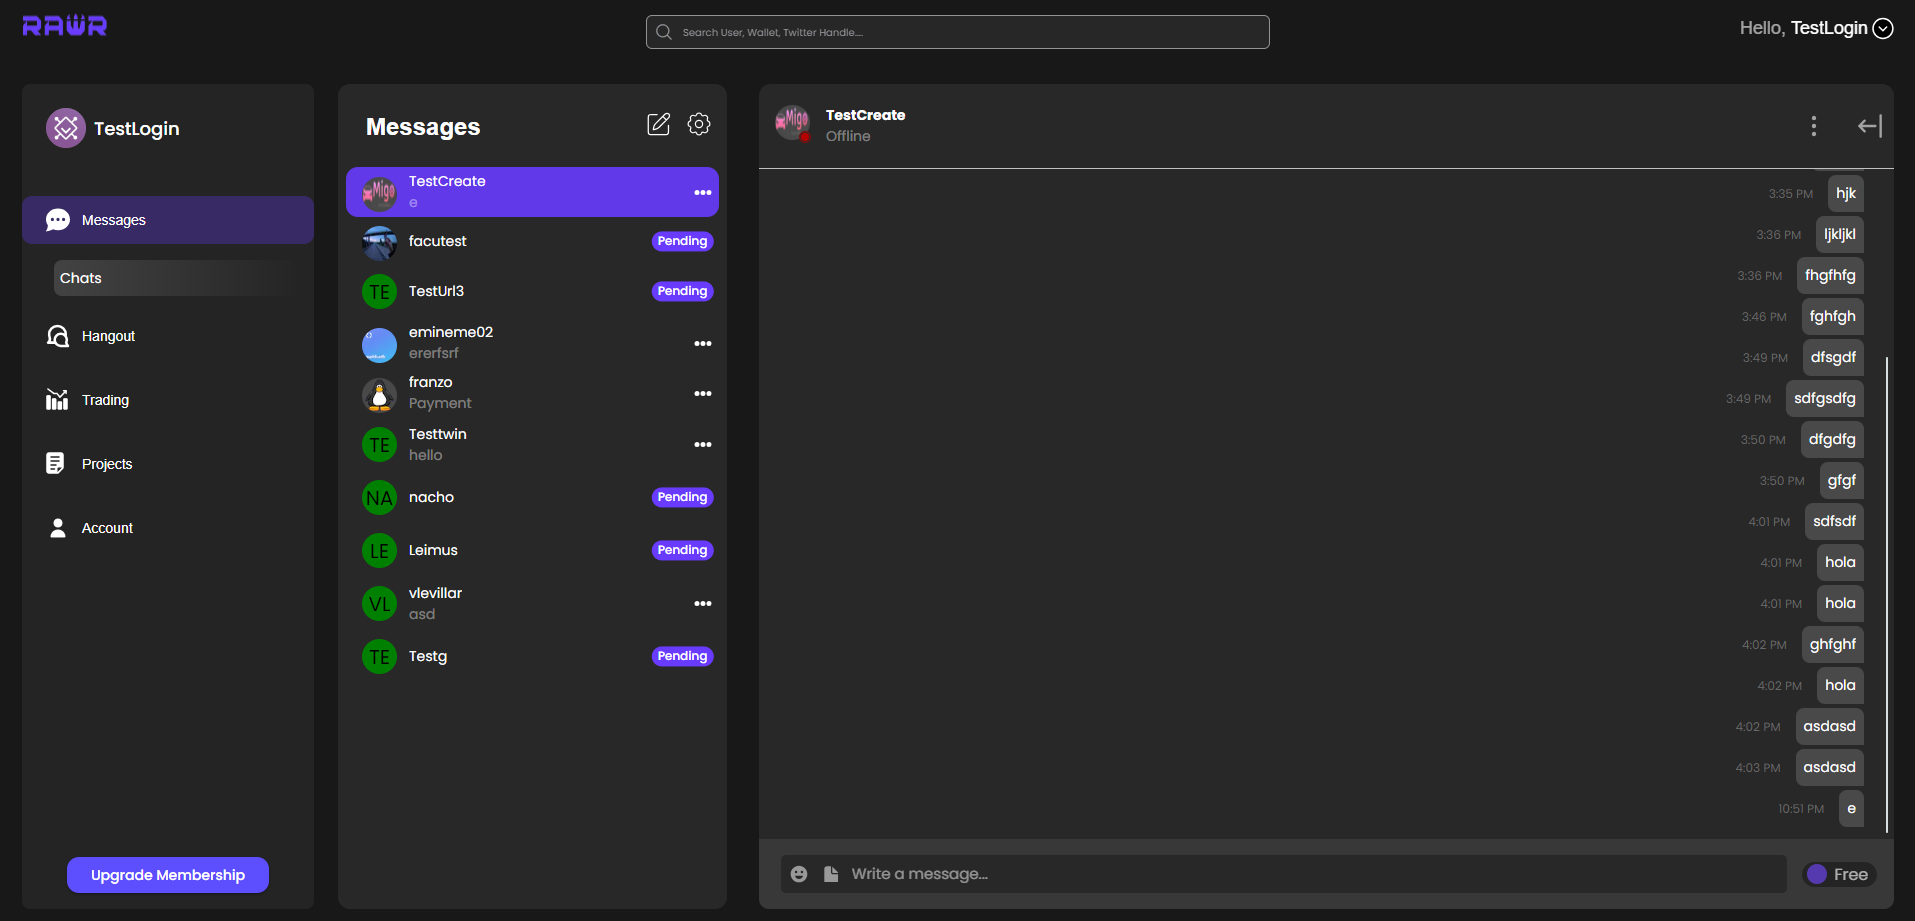 RAWR
Search User, Wallet, Twitter Handle....
Hello, TestLogin
TestLogin
Messages
Chats
Hangout
Trading
Projects
Account
Upgrade Membership
Messages
Migo
TestCreate
e
facutest
Pending
TE
TestUrl3
Pending
emineme02
ererfsrf
franzo
Payment
TE
Testtwin
hello
NA
nacho
Pending
LE
Leimus
Pending
VL
vlevillar
asd
TE
Testg
Pending
Migo
TestCreate
Offline
3:35 PM hjk
3:36 PM ljkljkl
3:36 PM fhgfhfg
3:46 PM fghfgh
3:49 PM dfsgdf
3:49 PM sdfgsdfg
3:50 PM dfgdfg
3:50 PM gfgf
4:01 PM sdfsdf
4:01 PM hola
4:01 PM hola
4:02 PM ghfghf
4:02 PM hola
4:02 PM asdasd
4:03 PM asdasd
10:51 PM e
Write a message...
Free